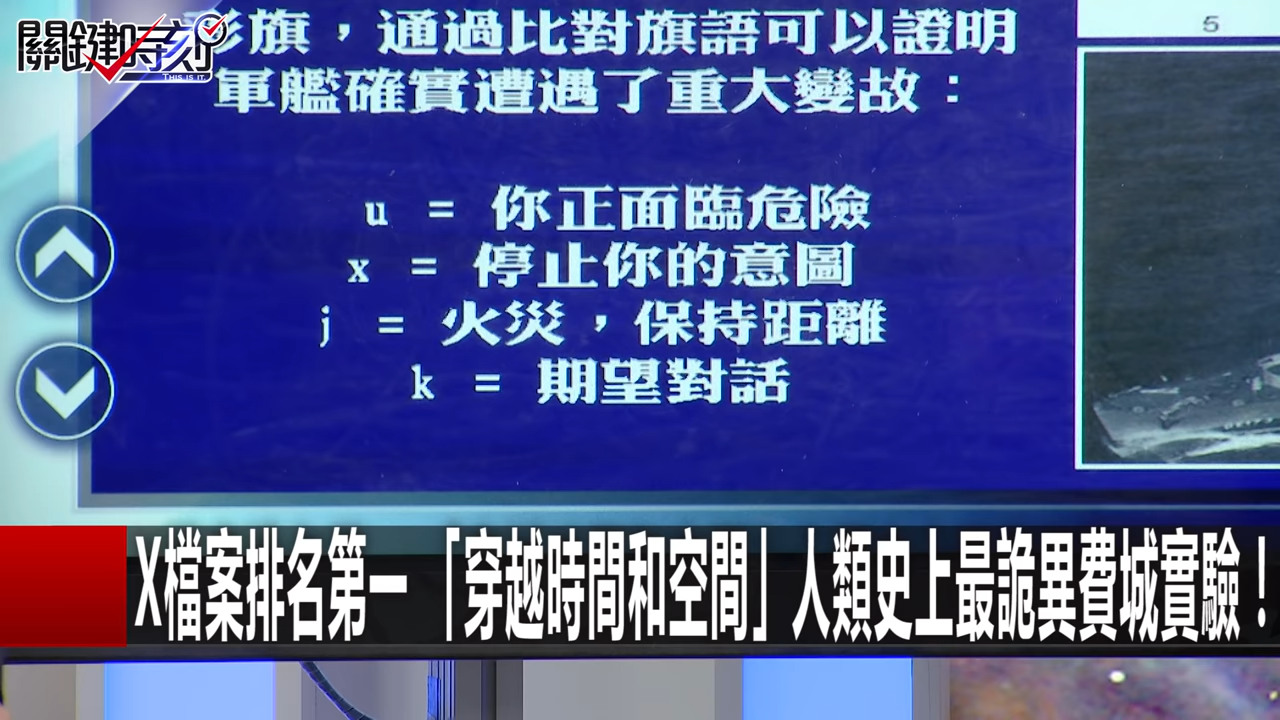 關鍵時刻
THIS IS IT
形旗，通過比對旗語可以證明
軍艦確實遭遇了重大變故：
5
u = 你正面臨危險
x = 停止你的意圖
j = 火災，保持距離
k = 期望對話
X檔案排名第一「穿越時間和空間」人類史上最詭異費城實驗！